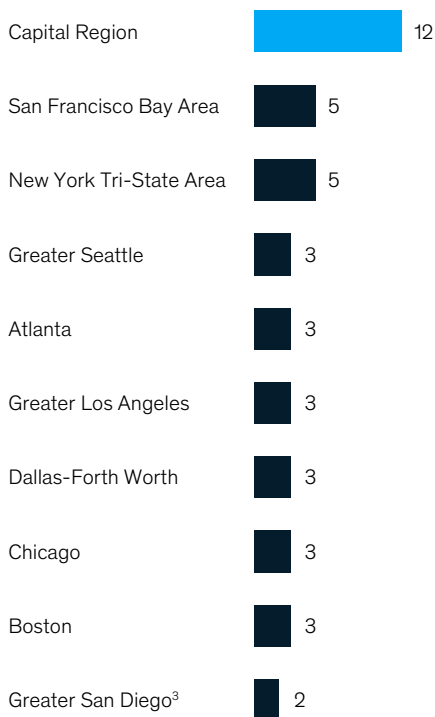 Capital Region 12
San Francisco Bay Area 5
New York Tri-State Area 5
Greater Seattle 3
Atlanta 3
Greater Los Angeles 3
Dallas-Forth Worth 3
Chicago 3
Boston 3
Greater San Diego³ 2